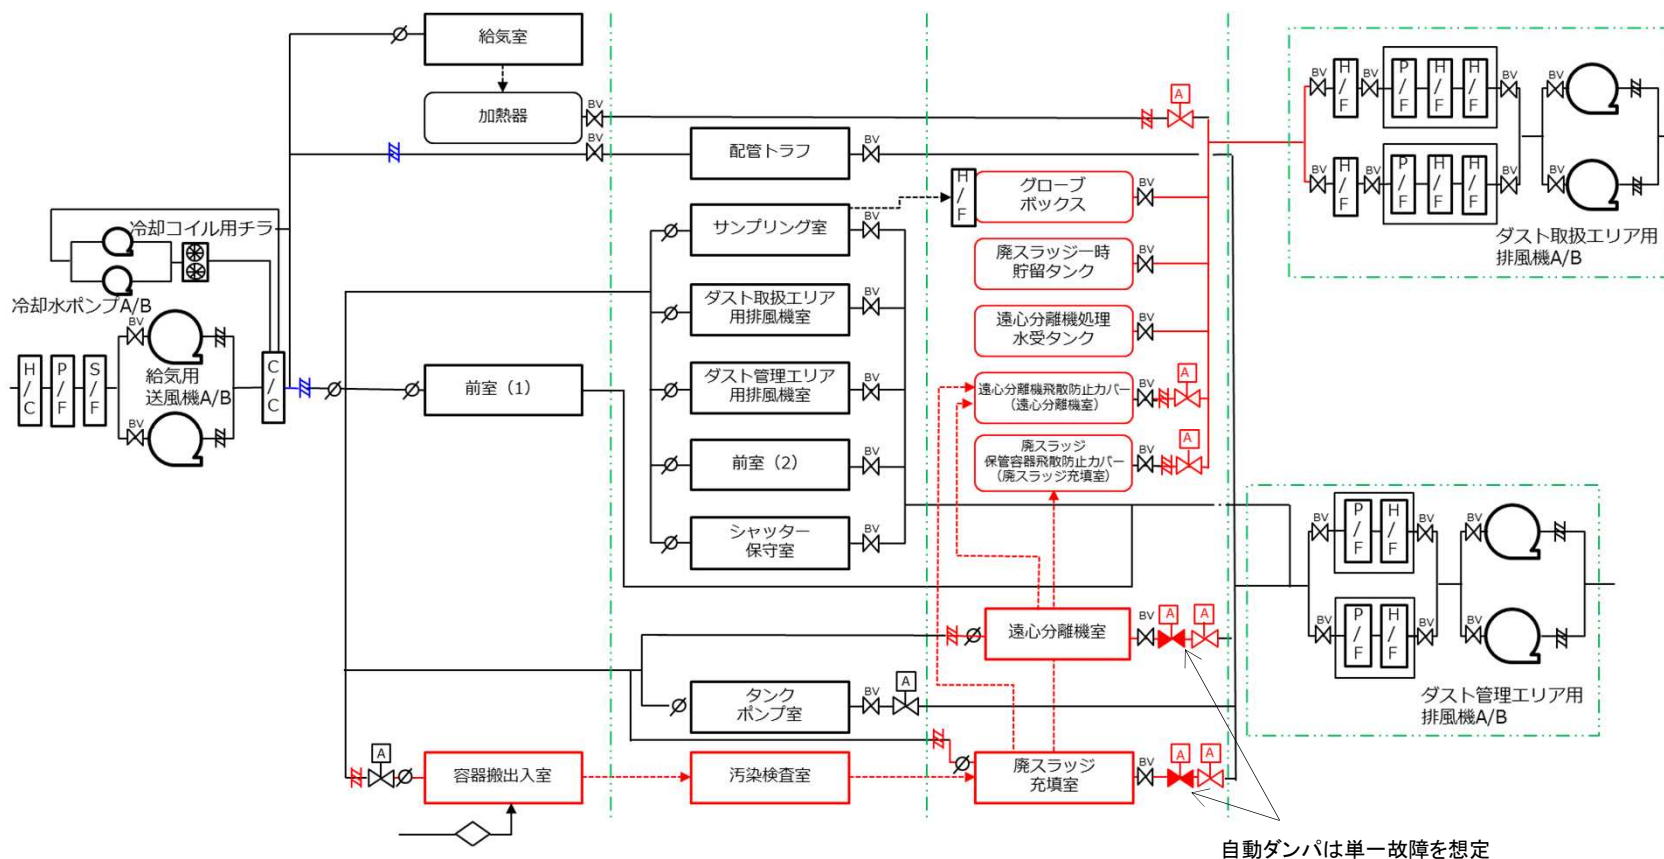 給気室
加熱器
BV
BV
A
配管トラフ
BV
H/F
グローブ
ボックス
BV
サンプリング室
BV
冷却コイル用チラー
冷却水ポンプA/B
廃スラッジ一時
貯留タンク
BV
ダスト取扱エリア
用排風機室
BV
遠心分離機処理
水受タンク
BV
H/C
P/F
S/F
BV
給気用
送風機A/B
BV
C/C
前室（1）
ダスト管理エリア
用排風機室
BV
遠心分離機飛散防止カバー
（遠心分離機室）
BV
A
前室（2）
BV
廃スラッジ
保管容器飛散防止カバー
（廃スラッジ充填室）
BV
A
シャッター
保守室
BV
遠心分離機室
BV
A
A
タンク
ポンプ室
BV
A
A
容器搬出入室
汚染検査室
廃スラッジ
充填室
BV
A
A
BV
H/F
BV
P/F
H/F
H/F
BV
BV
BV
H/F
BV
P/F
H/F
H/F
BV
BV
ダスト取扱エリア用
排風機A/B
BV
P/F
H/F
BV
BV
BV
P/F
H/F
BV
BV
ダスト管理エリア用
排風機A/B
自動ダンパは単一故障を想定